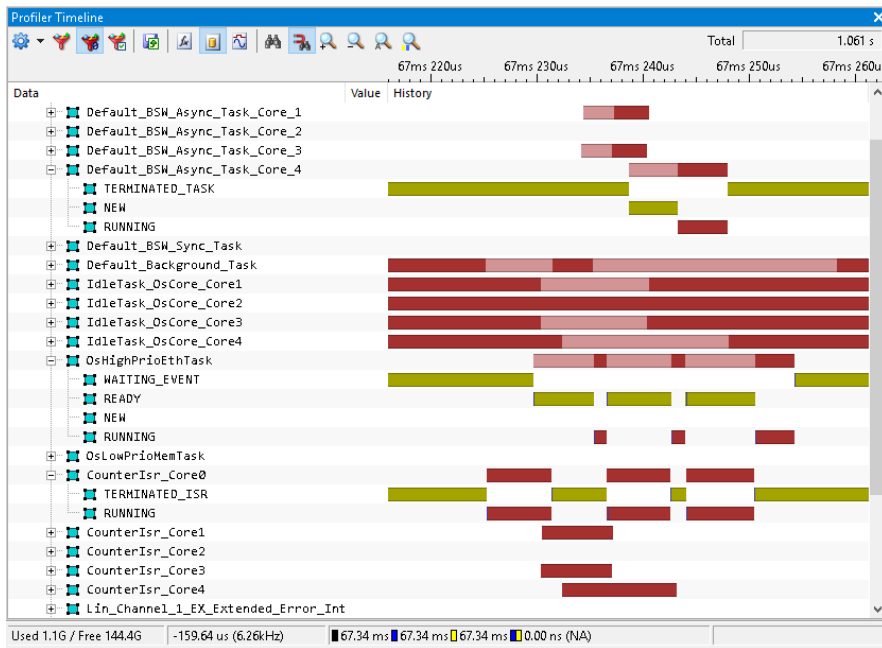 Profiler Timeline
Total 1.061 s
67ms 220us 67ms 230us 67ms 240us 67ms 250us 67ms 260us
Data Value History
Default_BSW_Async_Task_Core_1
Default_BSW_Async_Task_Core_2
Default_BSW_Async_Task_Core_3
Default_BSW_Async_Task_Core_4
TERMINATED_TASK
NEW
RUNNING
Default_BSW_Sync_Task
Default_Background_Task
IdleTask_OsCore_Core1
IdleTask_OsCore_Core2
IdleTask_OsCore_Core3
IdleTask_OsCore_Core4
OsHighPrioEthTask
WAITING_EVENT
READY
NEW
RUNNING
OsLowPrioMemTask
CounterIsr_Core0
TERMINATED_ISR
RUNNING
CounterIsr_Core1
CounterIsr_Core2
CounterIsr_Core3
CounterIsr_Core4
Lin_Channel_1_EX_Extended_Error_Int
Used 1.1G / Free 144.4G -159.64 us (6.26kHz) 67.34 ms 67.34 ms 67.34 ms 0.00 ns (NA)